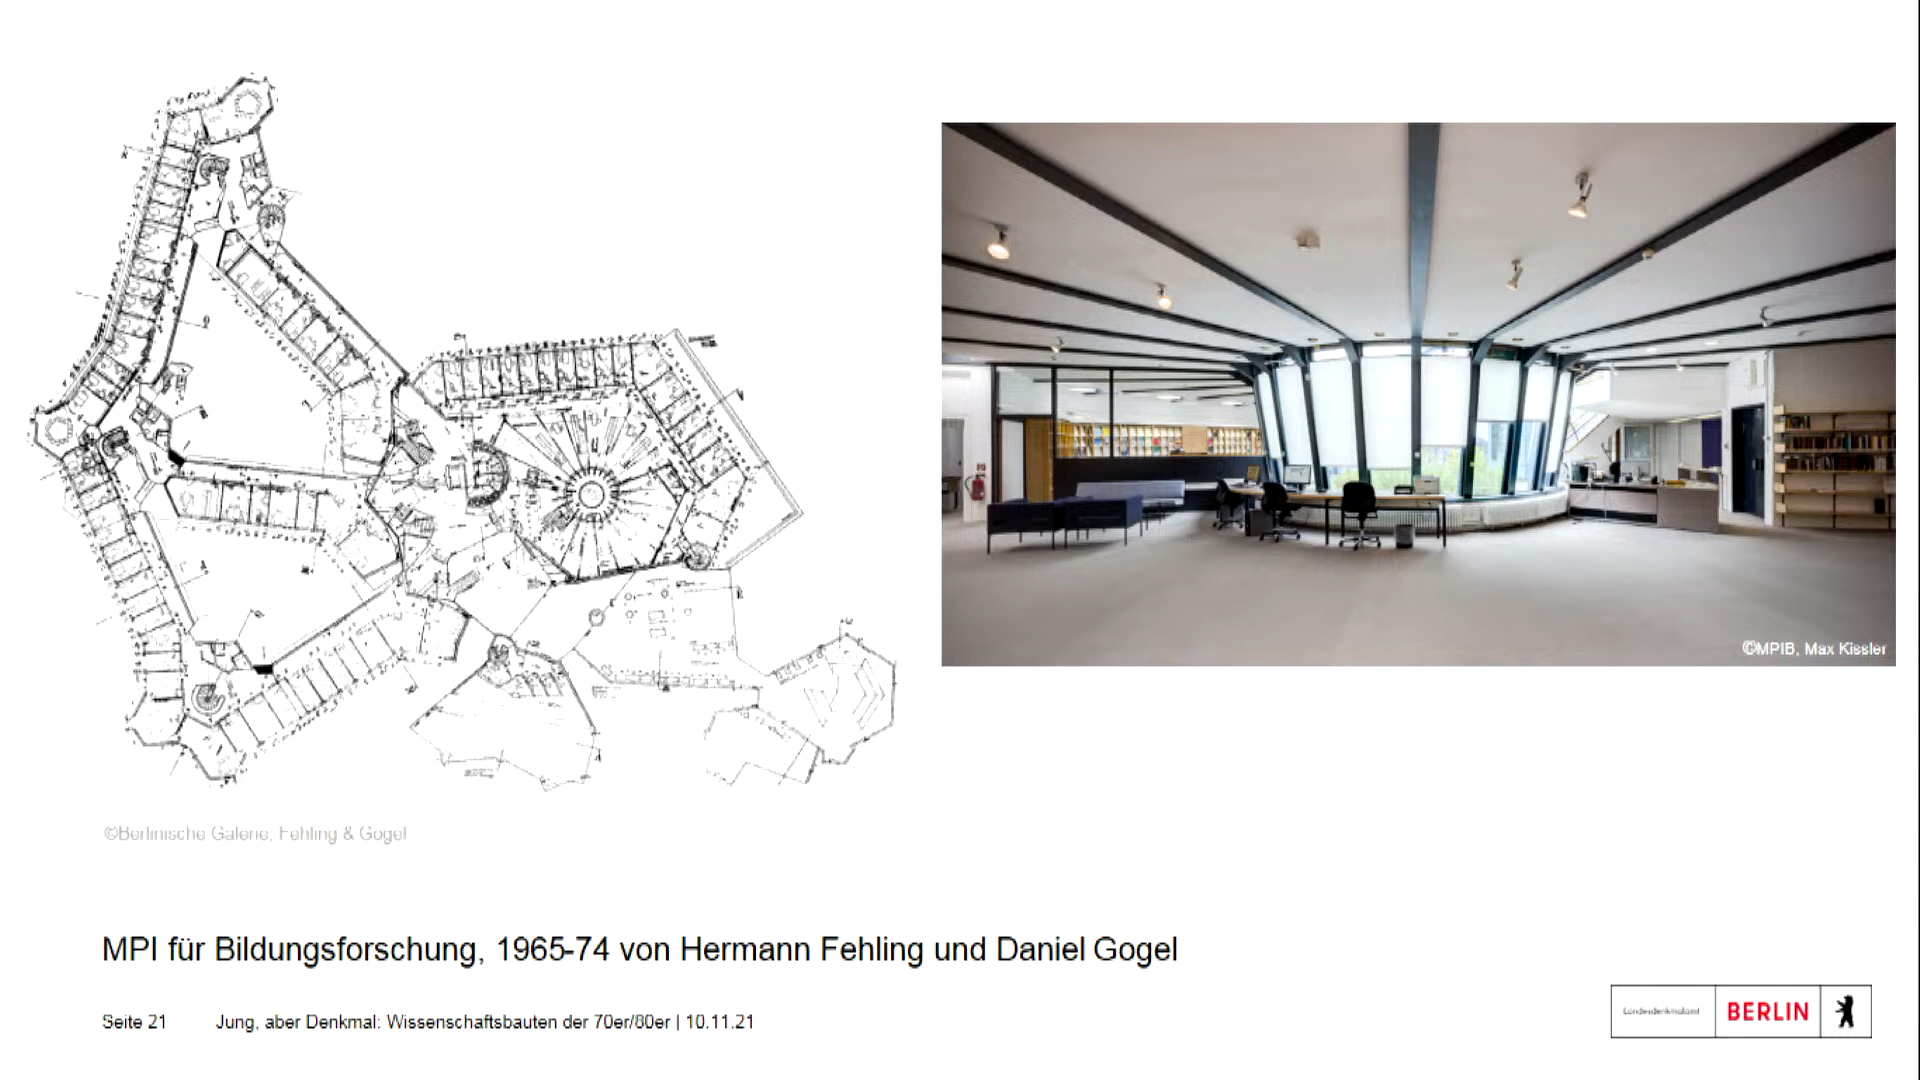 ©MPIB, Max Kissler
©Berlinische Galerie, Fehling & Gogel
MPI für Bildungsforschung, 1965-74 von Hermann Fehling und Daniel Gogel
Seite 21 Jung, aber Denkmal: Wissenschaftsbauten der 70er/80er | 10.11.21
Landesdenkmalamt BERLIN